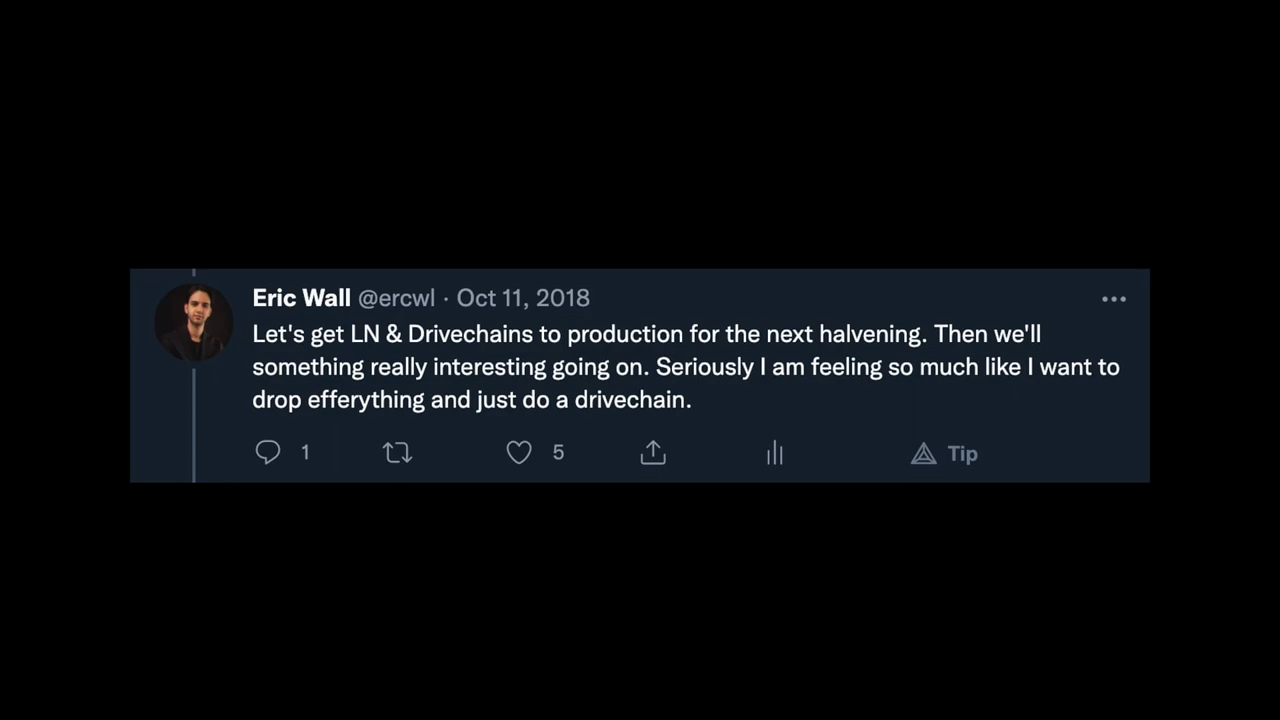 Eric Wall @ercwl · Oct 11, 2018
Let's get LN & Drivechains to production for the next halvening. Then we'll
something really interesting going on. Seriously I am feeling so much like I want to
drop efferything and just do a drivechain.
1 5 Tip